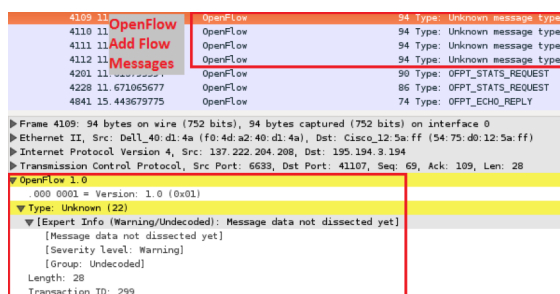 4109 11 OpenFlow 94 Type: Unknown message type
4110 11 OpenFlow 94 Type: Unknown message type
4111 11 OpenFlow 94 Type: Unknown message type
4112 11 OpenFlow 94 Type: Unknown message type
4201 11 OpenFlow 90 Type: OFPT_STATS_REQUEST
4228 11.671065677 OpenFlow 86 Type: OFPT_STATS_REQUEST
4841 15.443679775 OpenFlow 74 Type: OFPT_ECHO_REPLY
OpenFlow
Add Flow
Messages
Frame 4109: 94 bytes on wire (752 bits), 94 bytes captured (752 bits) on interface 0
Ethernet II, Src: Dell_40:d1:4a (f0:4d:a2:40:d1:4a), Dst: Cisco_12:5a:ff (54:75:d0:12:5a:ff)
Internet Protocol Version 4, Src: 137.222.204.208, Dst: 195.194.3.194
Transmission Control Protocol, Src Port: 6633, Dst Port: 41107, Seq: 69, Ack: 109, Len: 28
OpenFlow 1.0
.000 0001 = Version: 1.0 (0x01)
Type: Unknown (22)
[Expert Info (Warning/Undecoded): Message data not dissected yet]
[Message data not dissected yet]
[Severity level: Warning]
[Group: Undecoded]
Length: 28
Transaction ID: 299